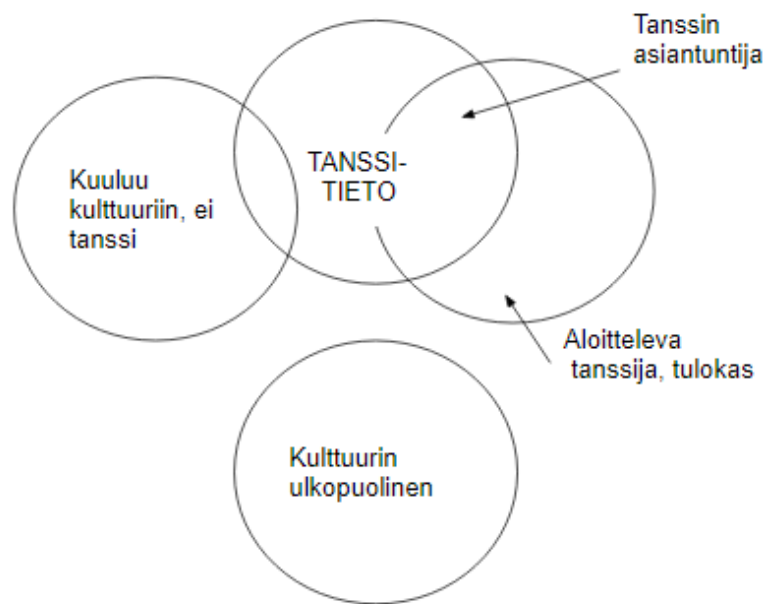 Tanssin
asiantuntija
TANSSI-
TIETO
Kuuluu
kulttuuriin, ei
tanssi
Aloitteleva
tanssija, tulokas
Kulttuurin
ulkopuolinen